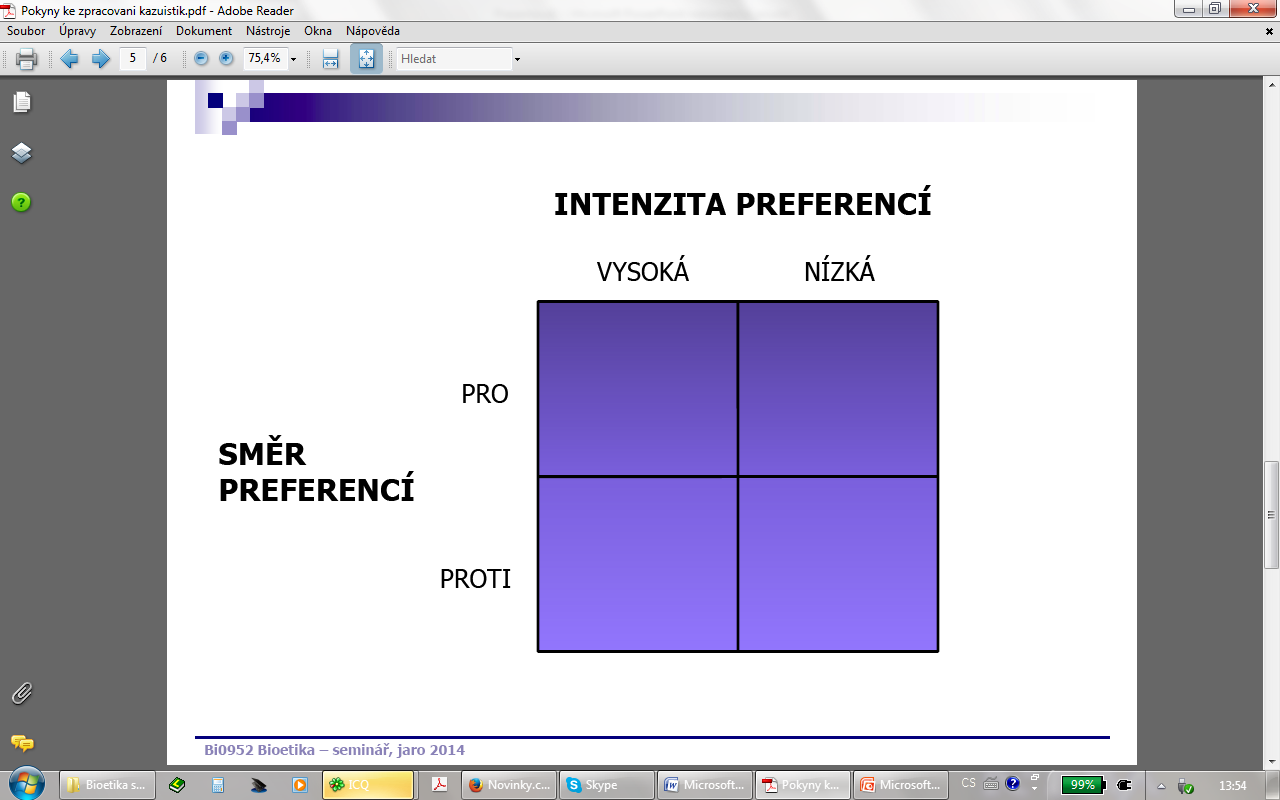 Pokyny ke zpracovani kazuistik.pdf - Adobe Reader
Soubor Úpravy Zobrazení Dokument Nástroje Okna Nápověda
5 / 6 75,4% Hledat
INTENZITA PREFERENCÍ
VYSOKÁ NÍZKÁ
PRO
SMĚR
PREFERENCÍ
PROTI
Bi0952 Bioetika – seminář, jaro 2014
Bioetika s... ICQ Novinky.c... Skype Microsoft... Pokyny k... Microsoft... CS 99% 13:54